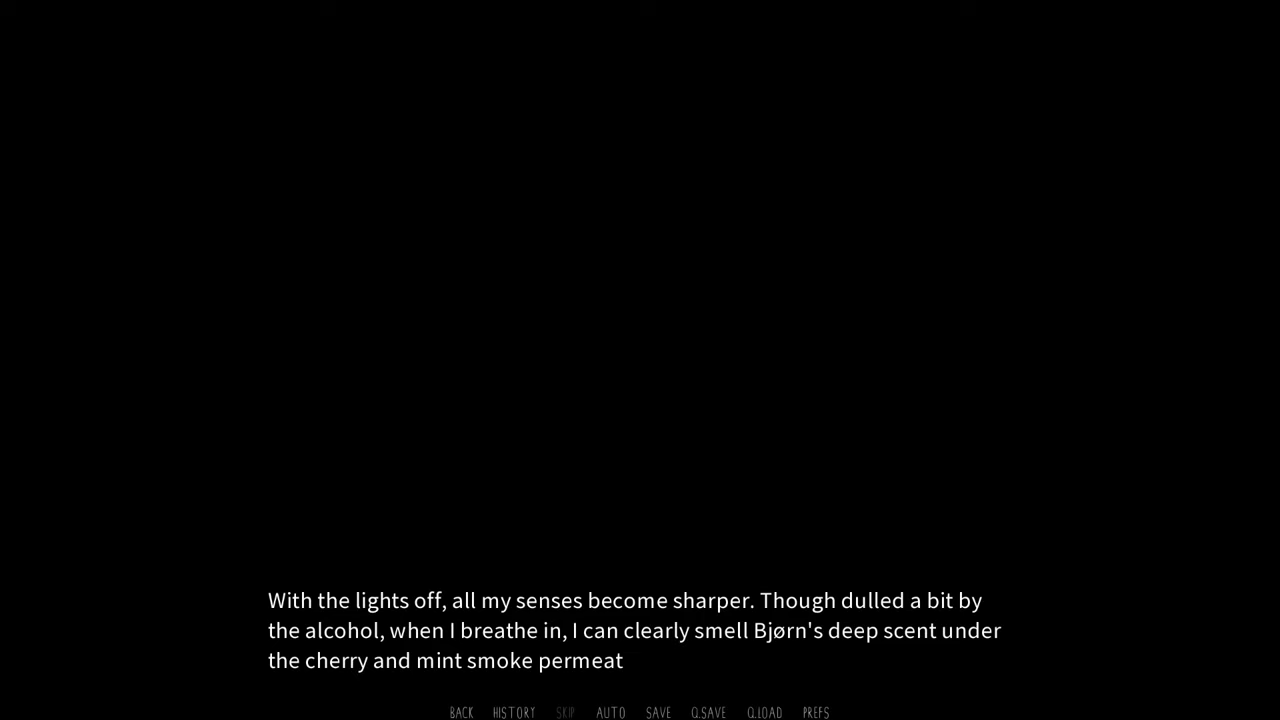 With the lights off, all my senses become sharper. Though dulled a bit by
the alcohol, when I breathe in, I can clearly smell Bjørn's deep scent under
the cherry and mint smoke permeat
BACK HISTORY SKIP AUTO SAVE Q.SAVE Q.LOAD PREFS